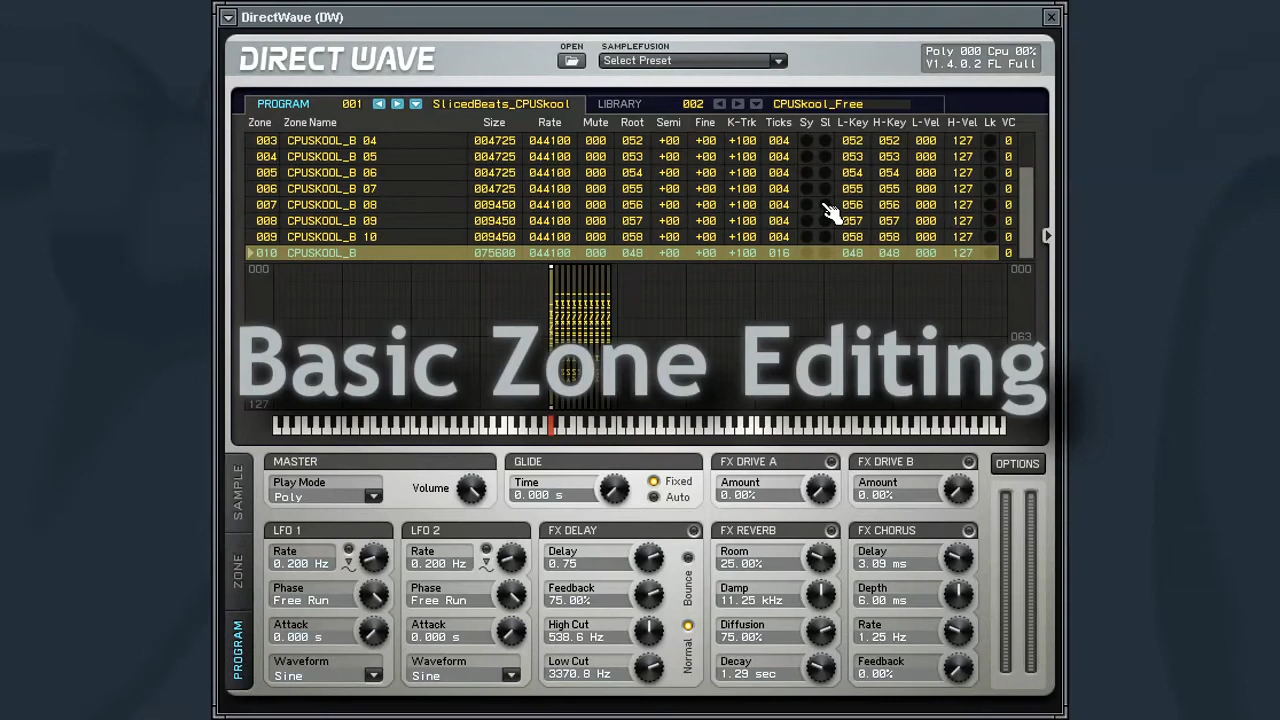 DirectWave (DW)
DIRECT WAVE
OPEN
SAMPLEFUSION
Select Preset
Poly 000 Cpu 00%
V1.4.0.2 FL Full
PROGRAM 001 SlicedBeats_CPUSkool LIBRARY 002 CPUSkool_Free
Zone Zone Name Size Rate Mute Root Semi Fine K-Trk Ticks Sy Sl L-Key H-Key L-Vel H-Vel Lk VC
003 CPUSKOOL_B 04 004725 044100 000 052 +00 +00 +100 004 052 052 000 127 0
004 CPUSKOOL_B 05 004725 044100 000 053 +00 +00 +100 004 053 053 000 127 0
005 CPUSKOOL_B 06 004725 044100 000 054 +00 +00 +100 004 054 054 000 127 0
006 CPUSKOOL_B 07 004725 044100 000 055 +00 +00 +100 004 055 055 000 127 0
007 CPUSKOOL_B 08 009450 044100 000 056 +00 +00 +100 004 056 056 000 127 0
008 CPUSKOOL_B 09 009450 044100 000 057 +00 +00 +100 004 057 057 000 127 0
009 CPUSKOOL_B 10 009450 044100 000 058 +00 +00 +100 004 058 058 000 127 0
010 CPUSKOOL_B 075600 044100 000 048 +00 +00 +100 016 048 048 000 127 0
000 000
063
Basic Zone Editing
127
SAMPLE
ZONE
PROGRAM
MASTER
Play Mode
Poly
Volume
GLIDE
Time
0.000 s
Fixed
Auto
FX DRIVE A
Amount
0.00%
FX DRIVE B
Amount
0.00%
OPTIONS
LFO 1
Rate
0.200 Hz
Phase
Free Run
Attack
0.000 s
Waveform
Sine
LFO 2
Rate
0.200 Hz
Phase
Free Run
Attack
0.000 s
Waveform
Sine
FX DELAY
Delay
0.75
Feedback
75.00%
High Cut
538.6 Hz
Low Cut
3370.8 Hz
Bounce
Normal
FX REVERB
Room
25.00%
Damp
11.25 kHz
Diffusion
75.00%
Decay
1.29 sec
FX CHORUS
Delay
3.09 ms
Depth
6.00 ms
Rate
1.25 Hz
Feedback
0.00%